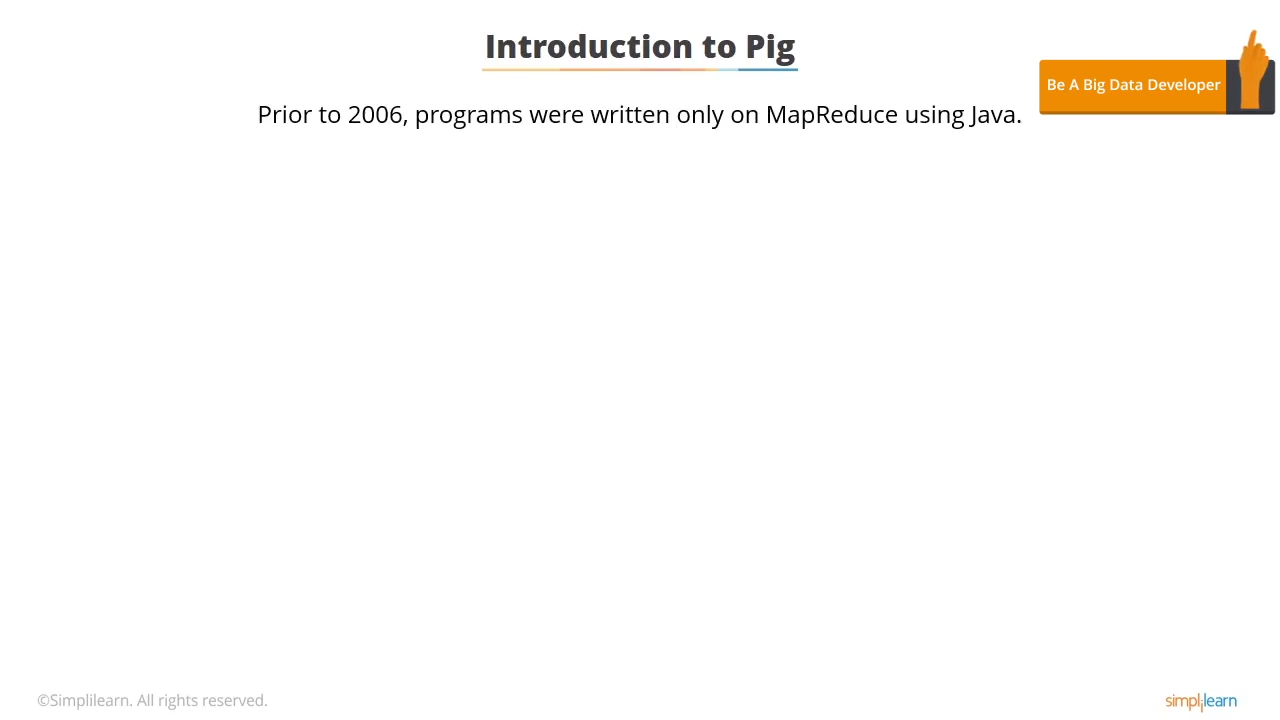 Introduction to Pig
Be A Big Data Developer
Prior to 2006, programs were written only on MapReduce using Java.
©Simplilearn. All rights reserved.
simplilearn